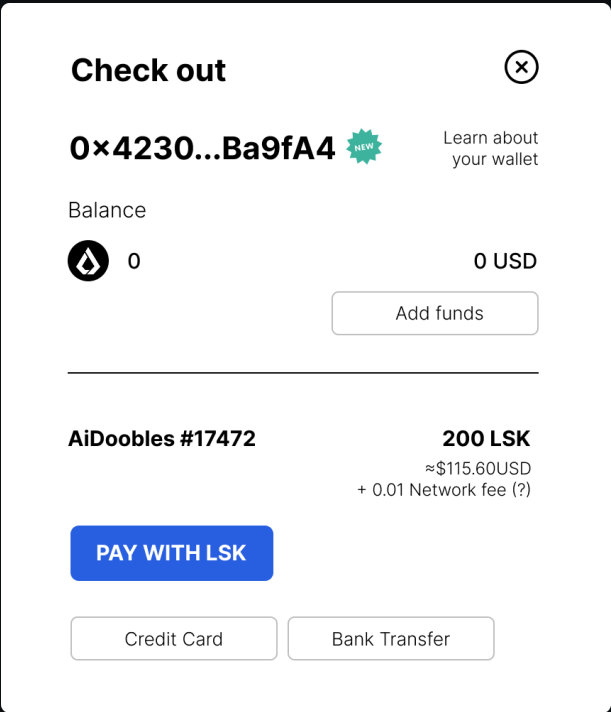 Check out
0×4230...Ba9fA4 NEW
Learn about
your wallet
Balance
0 0 USD
Add funds
AiDoobles #17472 200 LSK
≈$115.60USD
+ 0.01 Network fee (?)
PAY WITH LSK
Credit Card Bank Transfer